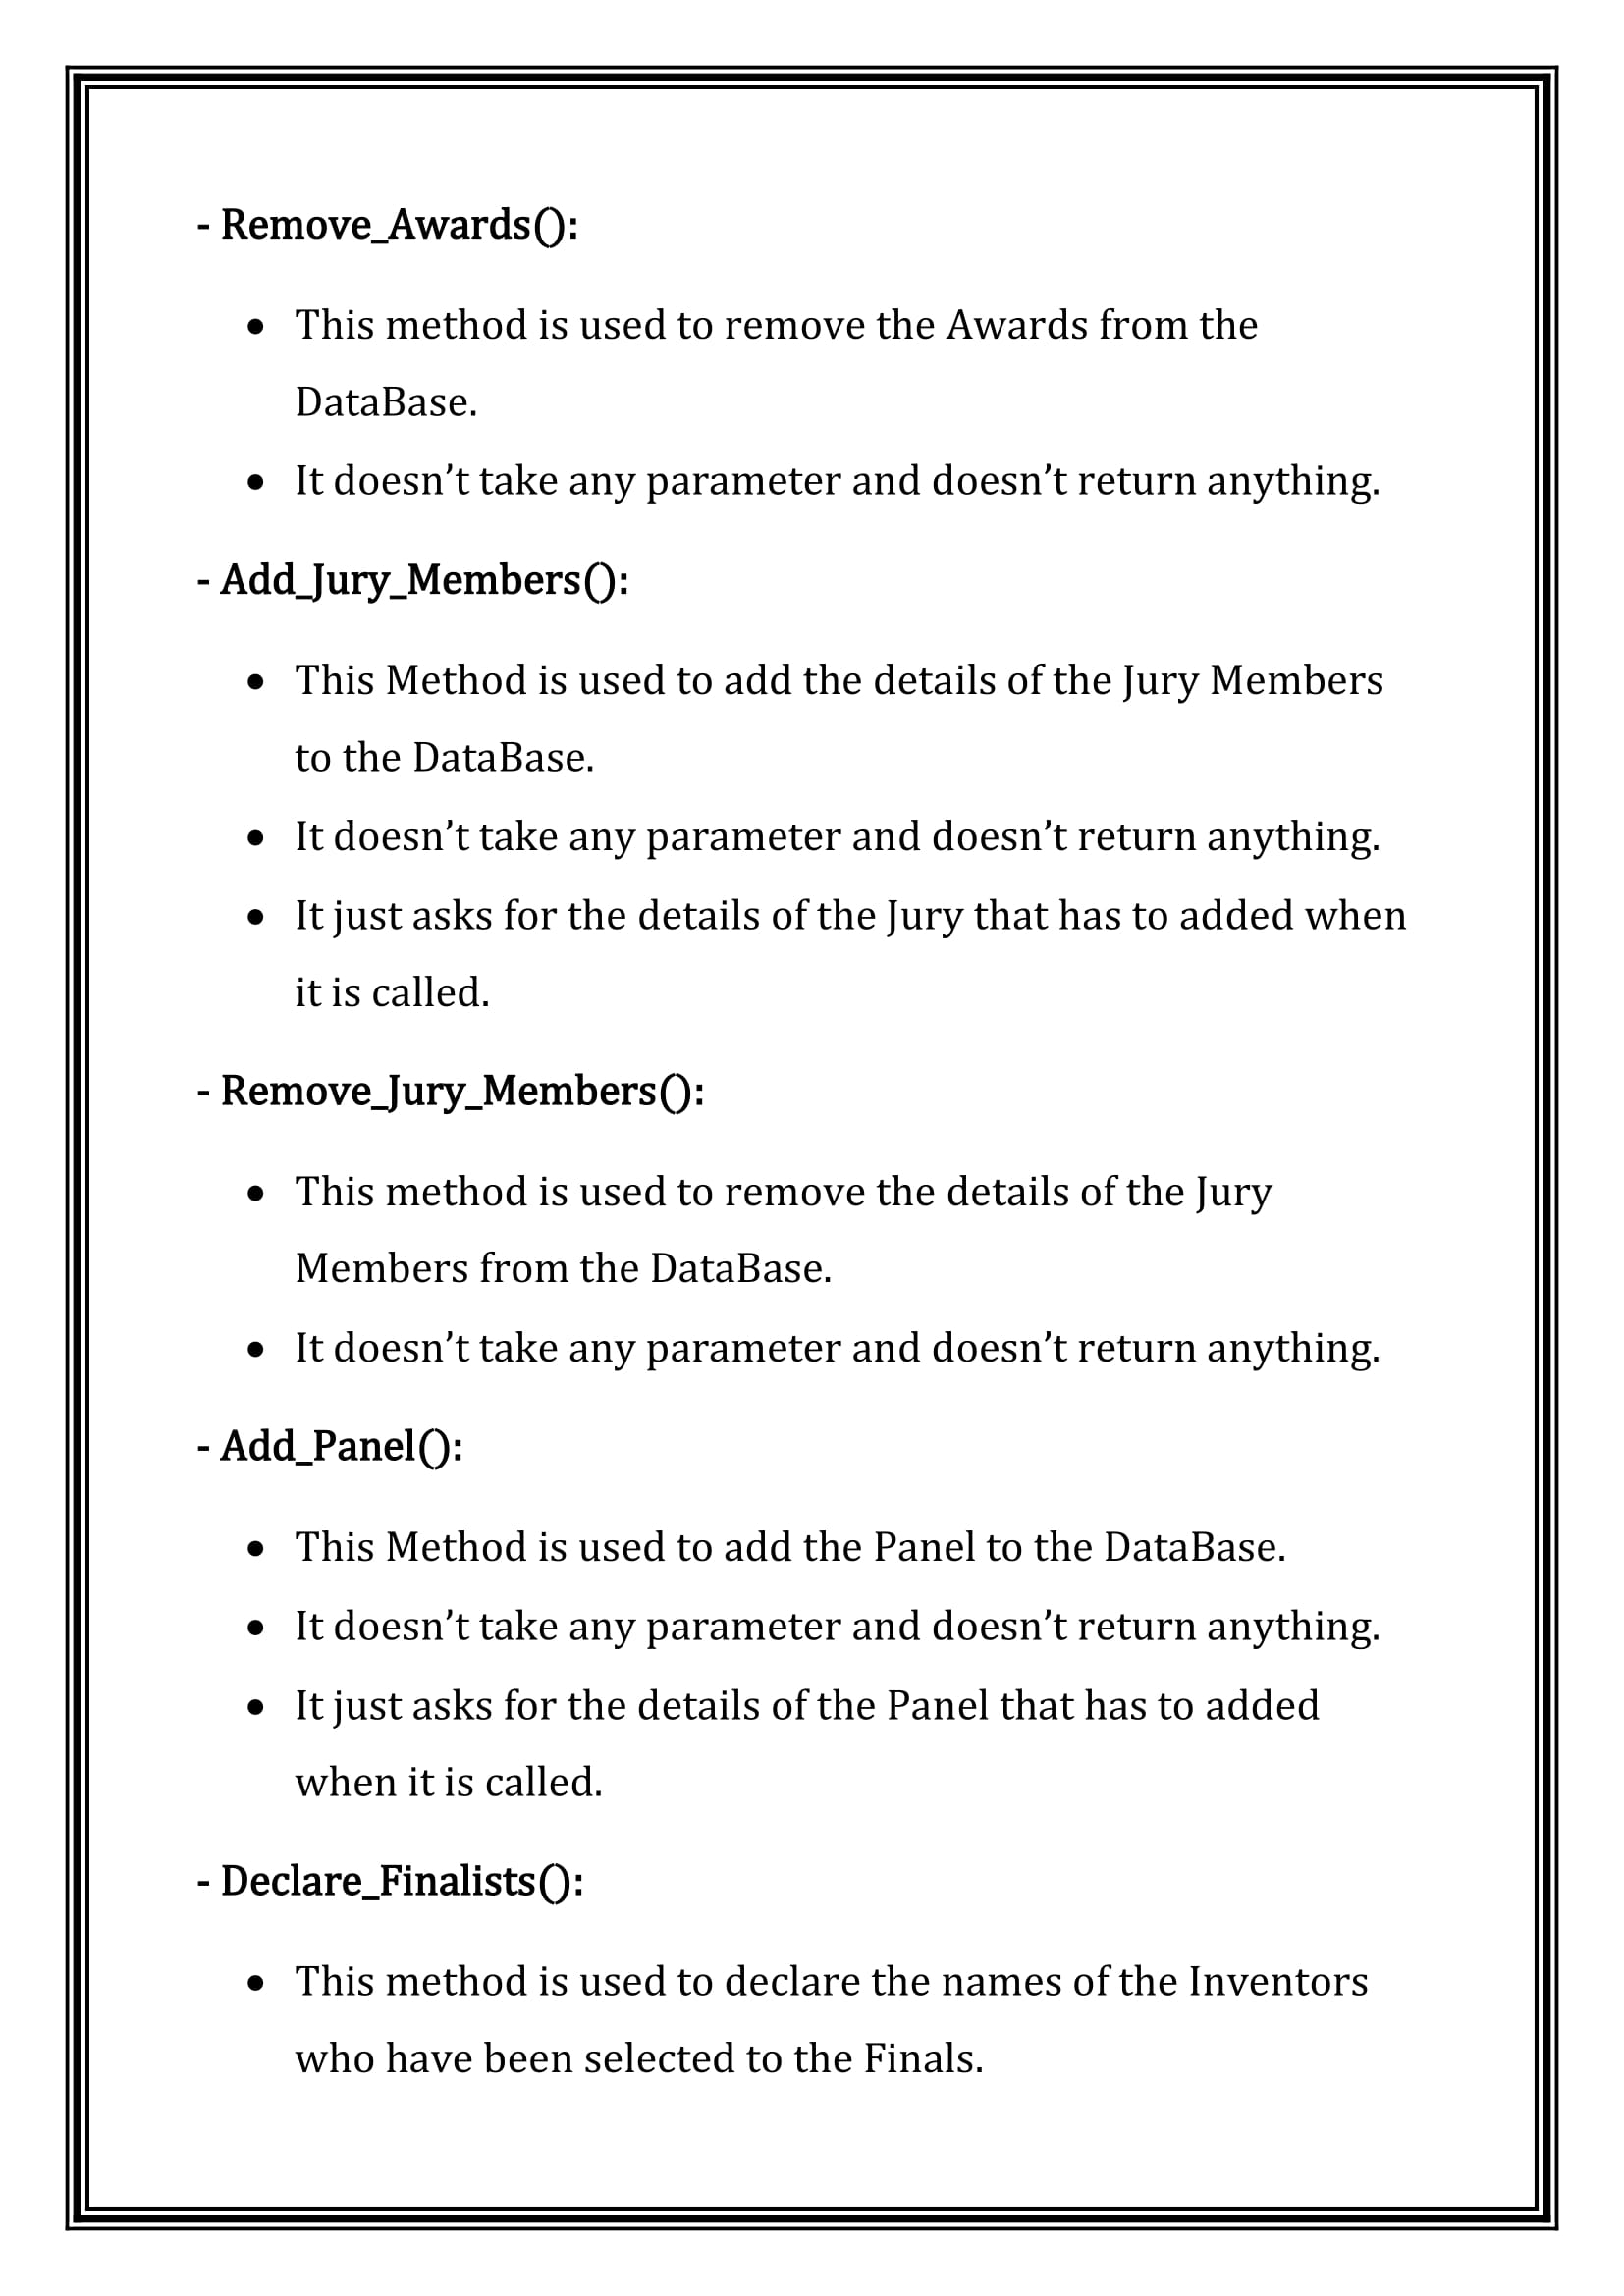 - Remove_Awards():
• This method is used to remove the Awards from the
DataBase.
• It doesn’t take any parameter and doesn’t return anything.
- Add_Jury_Members():
• This Method is used to add the details of the Jury Members
to the DataBase.
• It doesn’t take any parameter and doesn’t return anything.
• It just asks for the details of the Jury that has to added when
it is called.
- Remove_Jury_Members():
• This method is used to remove the details of the Jury
Members from the DataBase.
• It doesn’t take any parameter and doesn’t return anything.
- Add_Panel():
• This Method is used to add the Panel to the DataBase.
• It doesn’t take any parameter and doesn’t return anything.
• It just asks for the details of the Panel that has to added
when it is called.
- Declare_Finalists():
• This method is used to declare the names of the Inventors
who have been selected to the Finals.